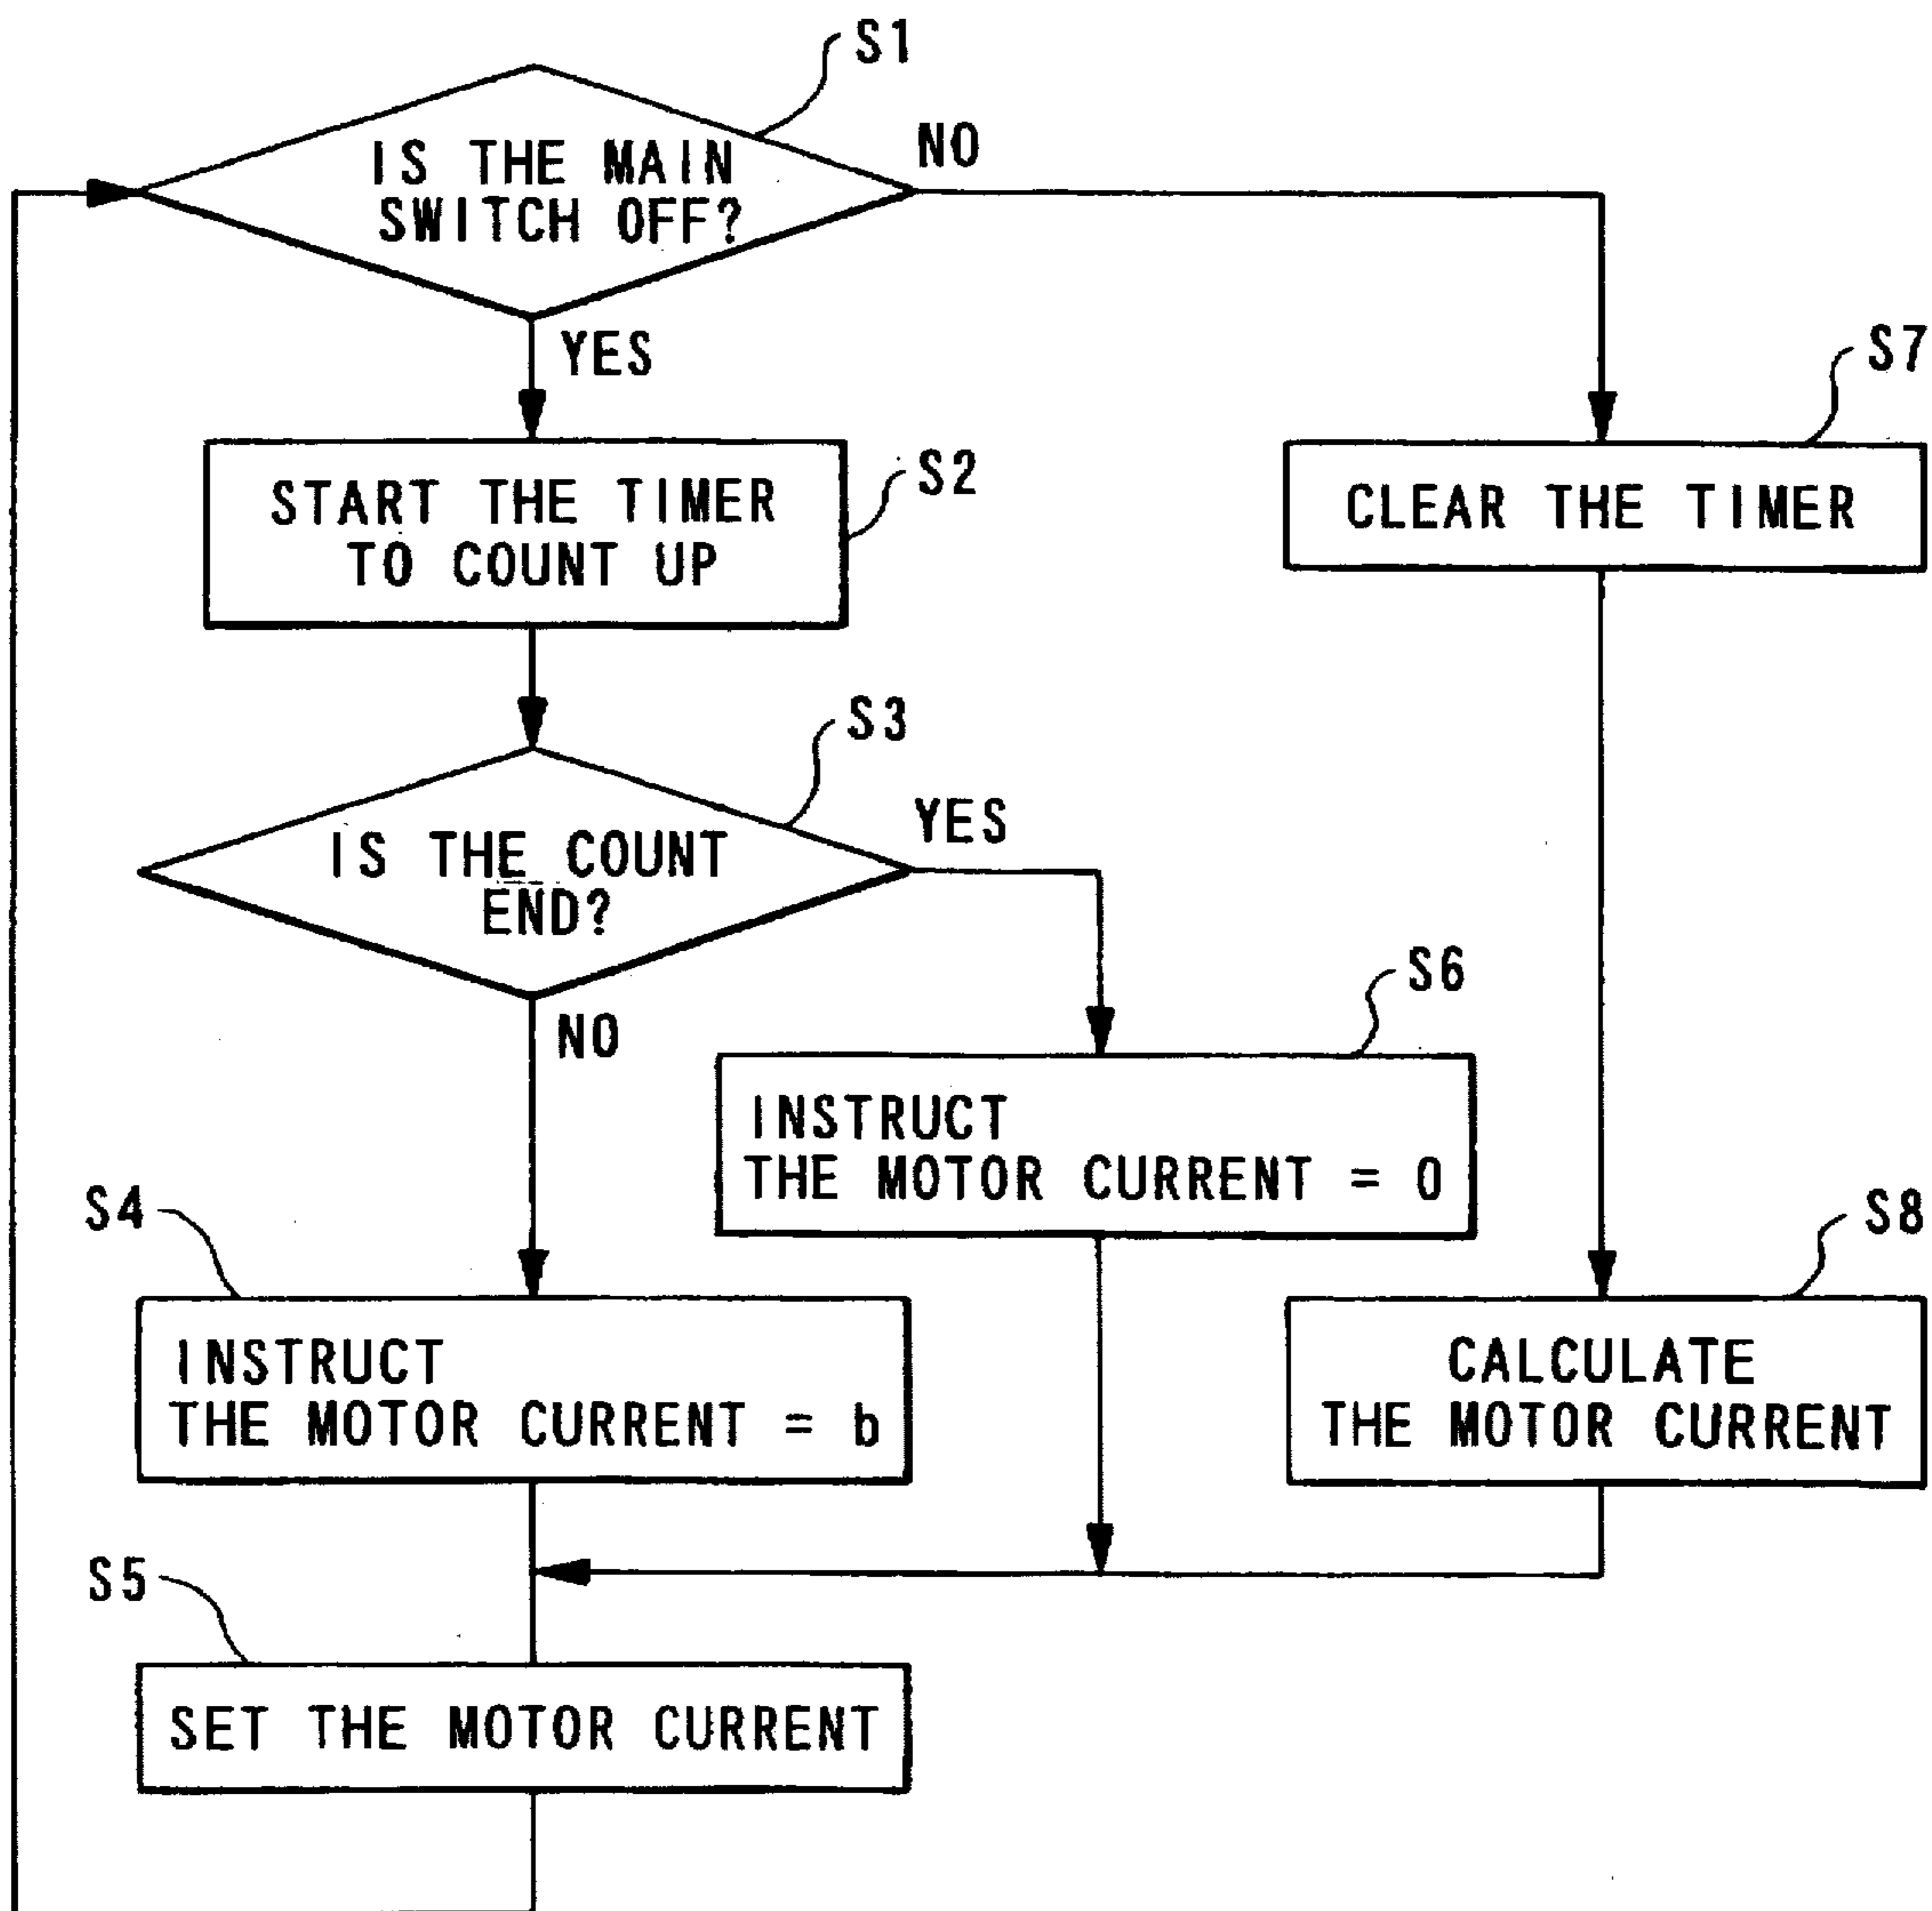 S1
IS THE MAIN
SWITCH OFF?
NO
YES
S7
S2
START THE TIMER
TO COUNT UP
CLEAR THE TIMER
S3
IS THE COUNT
END?
YES
NO
S6
INSTRUCT
THE MOTOR CURRENT = 0
S4
S8
INSTRUCT
THE MOTOR CURRENT = b
CALCULATE
THE MOTOR CURRENT
S5
SET THE MOTOR CURRENT